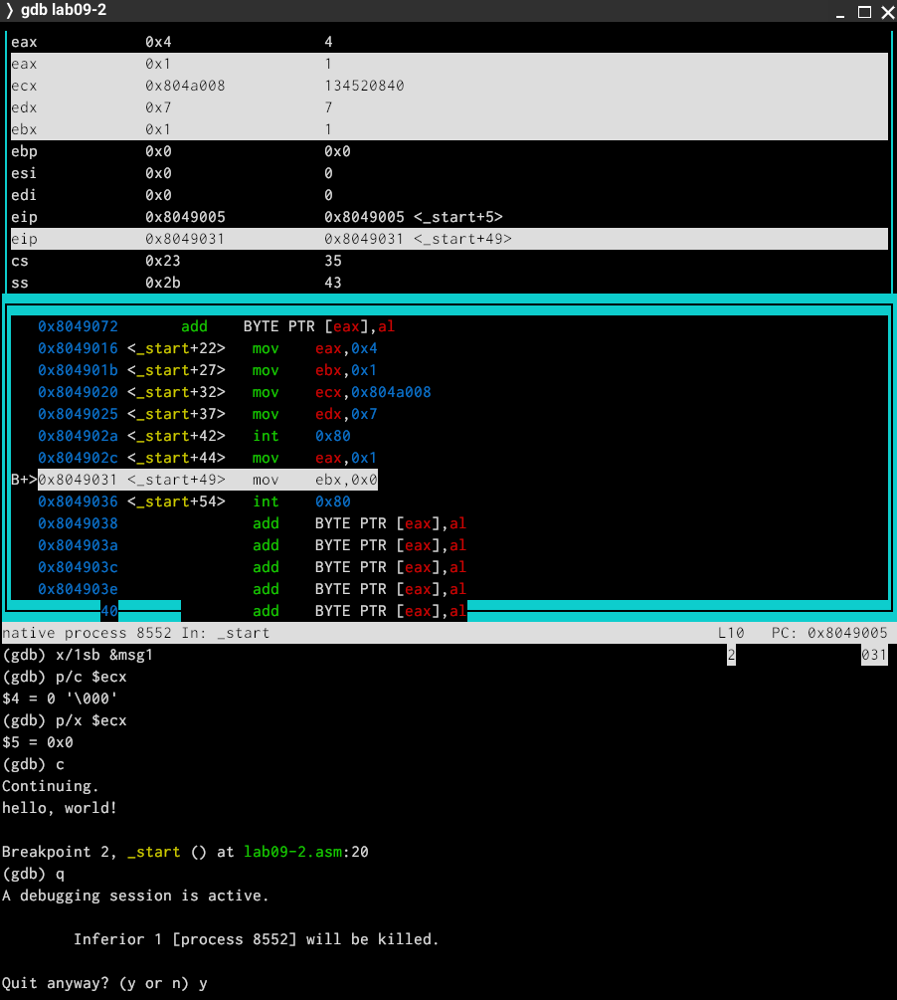 ❭ gdb lab09-2
eax 0x4 4
eax 0x1 1
ecx 0x804a008 134520840
edx 0x7 7
ebx 0x1 1
ebp 0x0 0x0
esi 0x0 0
edi 0x0 0
eip 0x8049005 0x8049005 <_start+5>
eip 0x8049031 0x8049031 <_start+49>
cs 0x23 35
ss 0x2b 43
0x8049072 add BYTE PTR [eax],al
0x8049016 <_start+22> mov eax,0x4
0x804901b <_start+27> mov ebx,0x1
0x8049020 <_start+32> mov ecx,0x804a008
0x8049025 <_start+37> mov edx,0x7
0x804902a <_start+42> int 0x80
0x804902c <_start+44> mov eax,0x1
B+>0x8049031 <_start+49> mov ebx,0x0
0x8049036 <_start+54> int 0x80
0x8049038 add BYTE PTR [eax],al
0x804903a add BYTE PTR [eax],al
0x804903c add BYTE PTR [eax],al
0x804903e add BYTE PTR [eax],al
40 add BYTE PTR [eax],al
native process 8552 In: _start L10 PC: 0x8049005
(gdb) x/1sb &msg1 2 031
(gdb) p/c $ecx
$4 = 0 '\000'
(gdb) p/x $ecx
$5 = 0x0
(gdb) c
Continuing.
hello, world!
Breakpoint 2, _start () at lab09-2.asm:20
(gdb) q
A debugging session is active.
Inferior 1 [process 8552] will be killed.
Quit anyway? (y or n) y